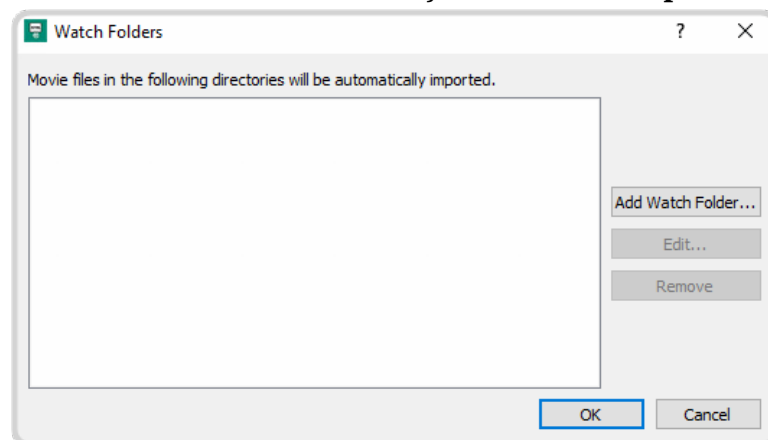 Watch Folders
Movie files in the following directories will be automatically imported.
Add Watch Folder...
Edit...
Remove
OK
Cancel